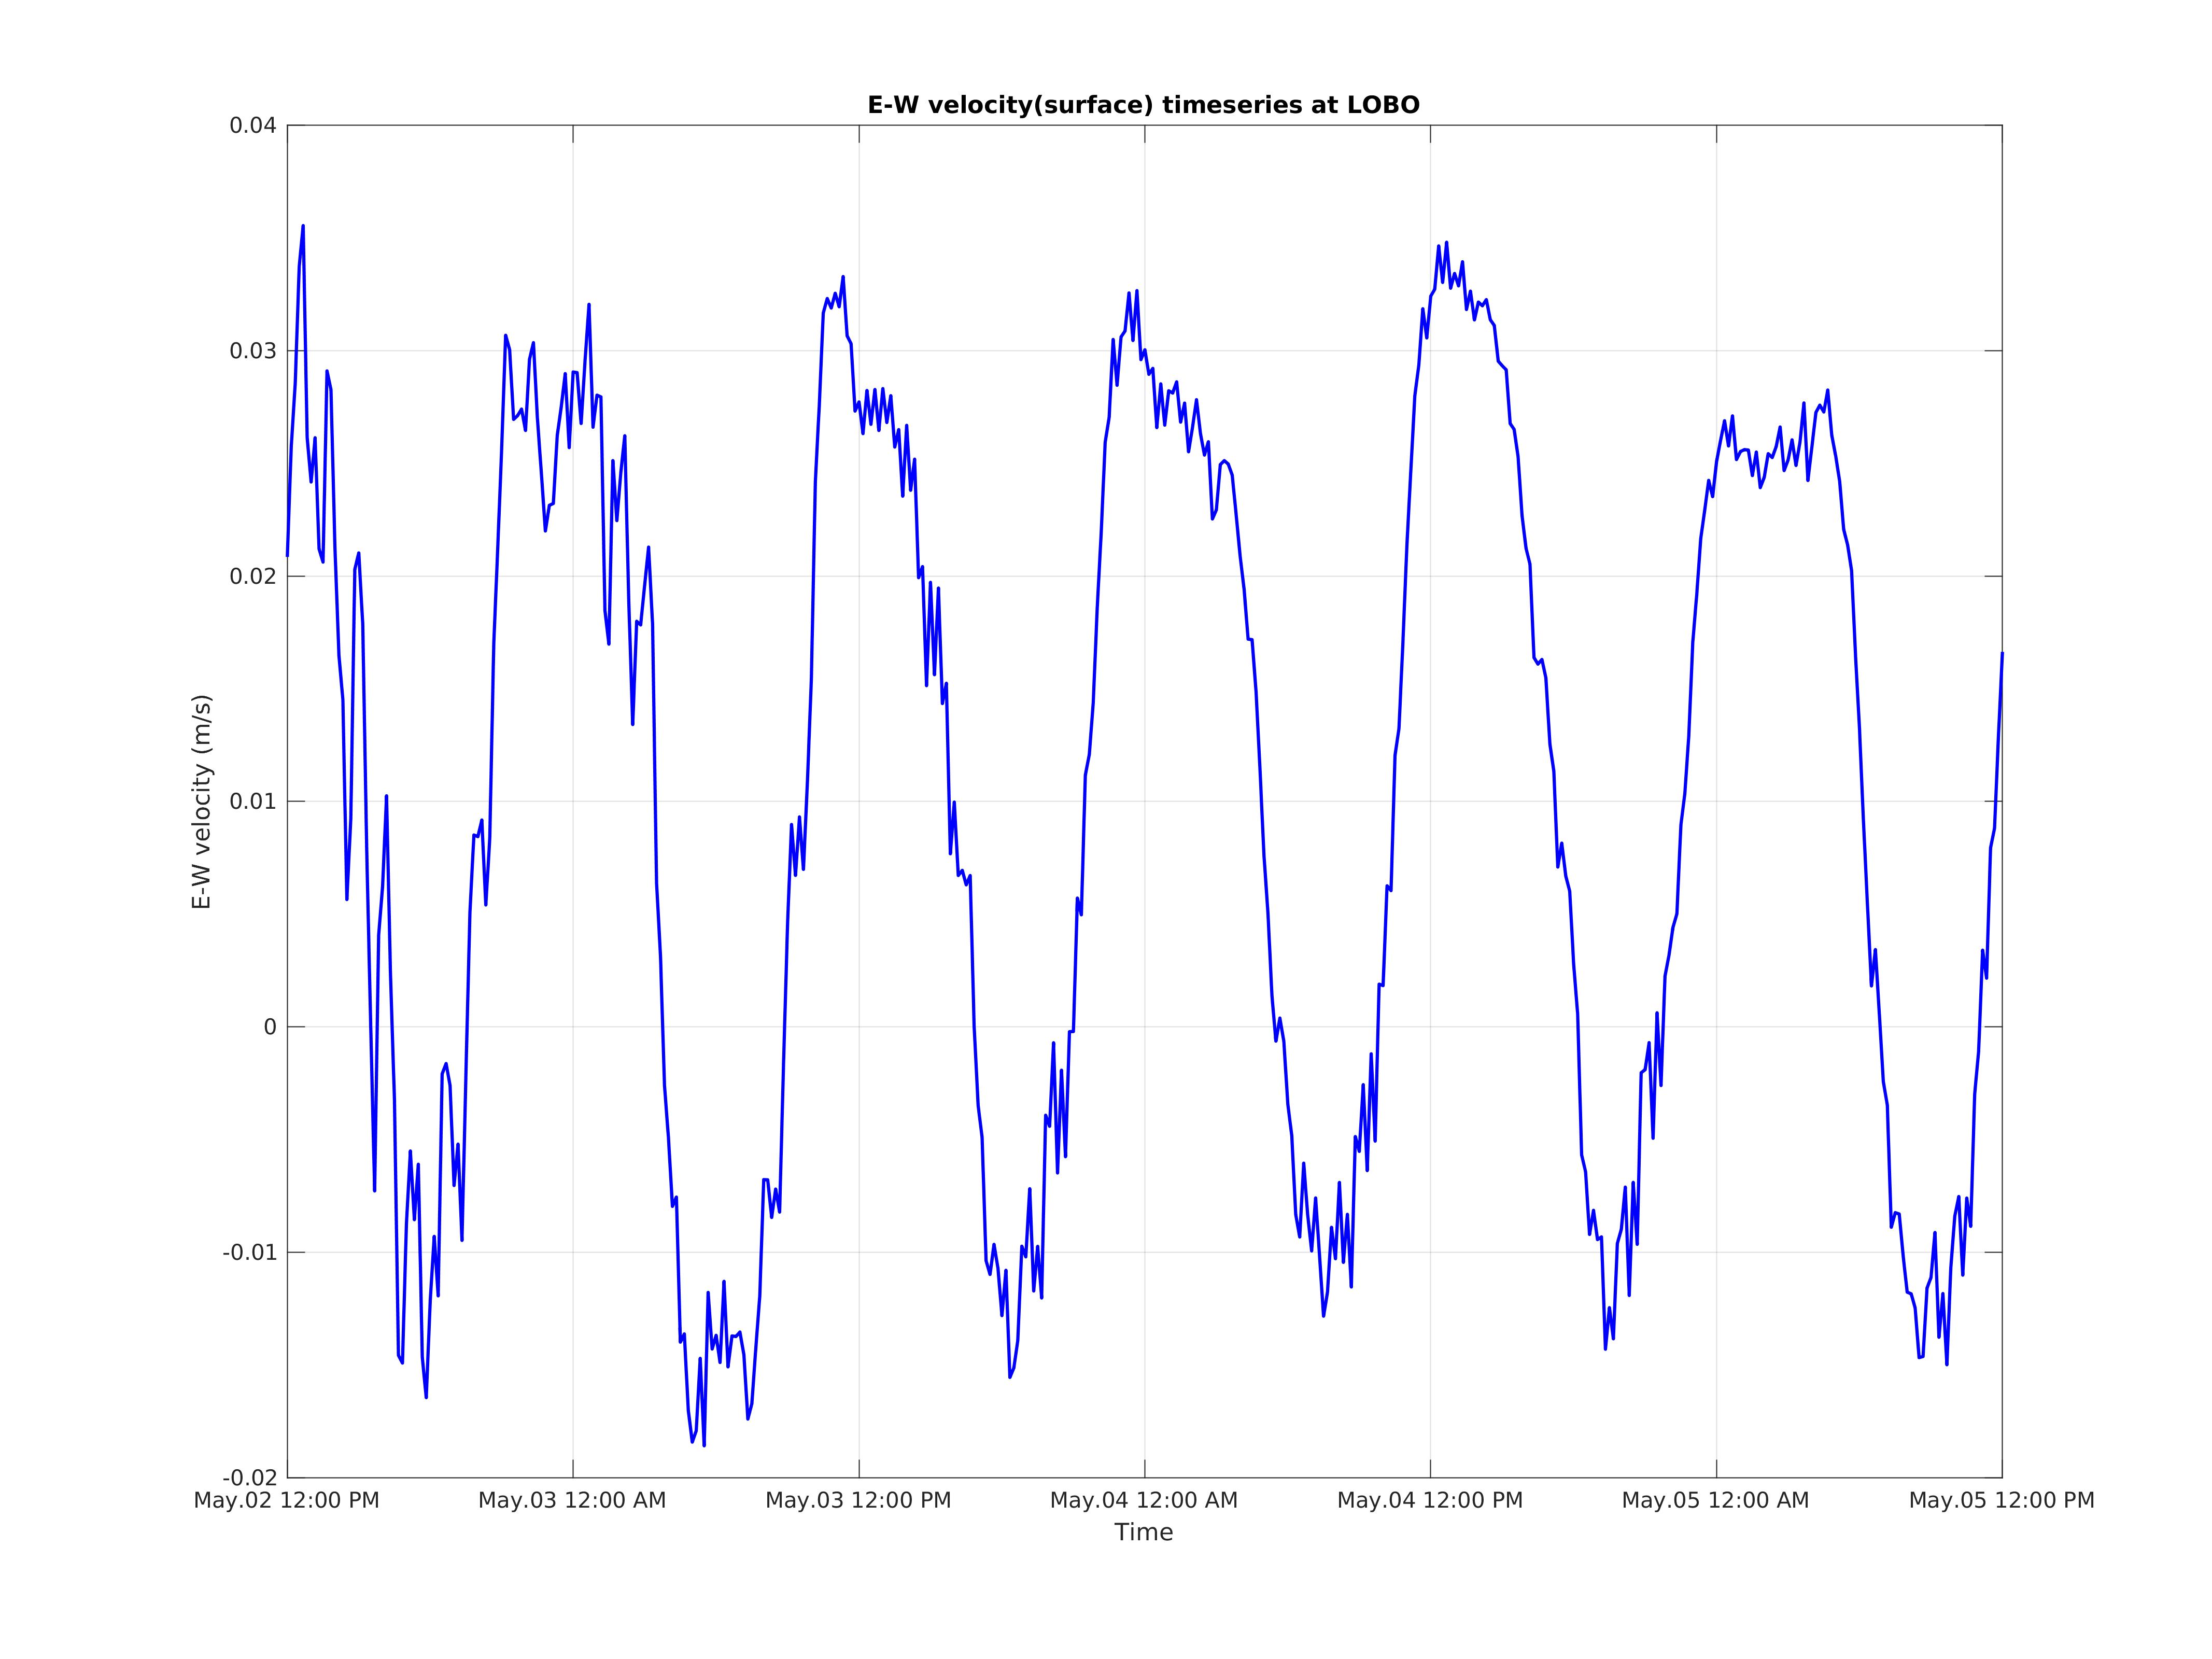 E-W velocity(surface) timeseries at LOBO
0.04
0.03
0.02
0.01
0
-0.01
-0.02
E-W velocity (m/s)
May.02 12:00 PM
May.03 12:00 AM
May.03 12:00 PM
May.04 12:00 AM
May.04 12:00 PM
May.05 12:00 AM
May.05 12:00 PM
Time